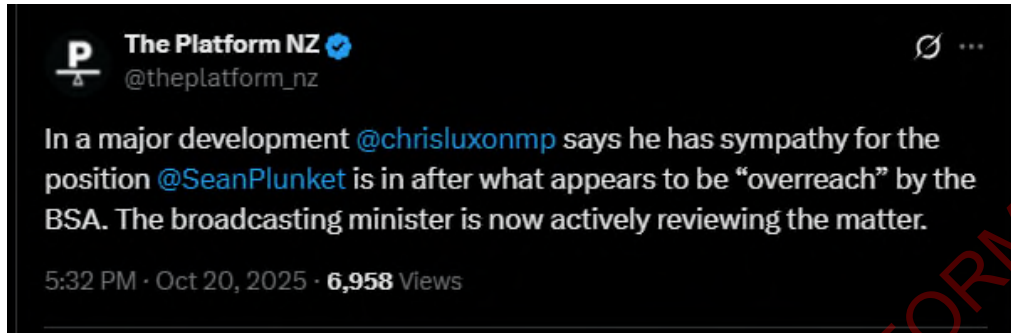 The Platform NZ
@theplatform_nz
In a major development @chrisluxonmp says he has sympathy for the
position @SeanPlunket is in after what appears to be “overreach” by the
BSA. The broadcasting minister is now actively reviewing the matter.
5:32 PM · Oct 20, 2025 · 6,958 Views